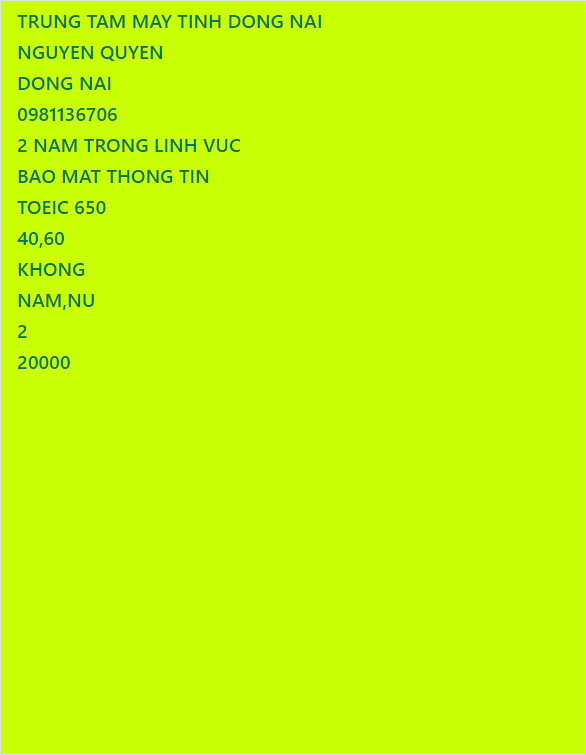 TRUNG TAM MAY TINH DONG NAI
NGUYEN QUYEN
DONG NAI
0981136706
2 NAM TRONG LINH VUC
BAO MAT THONG TIN
TOEIC 650
40,60
KHONG
NAM,NU
2
20000